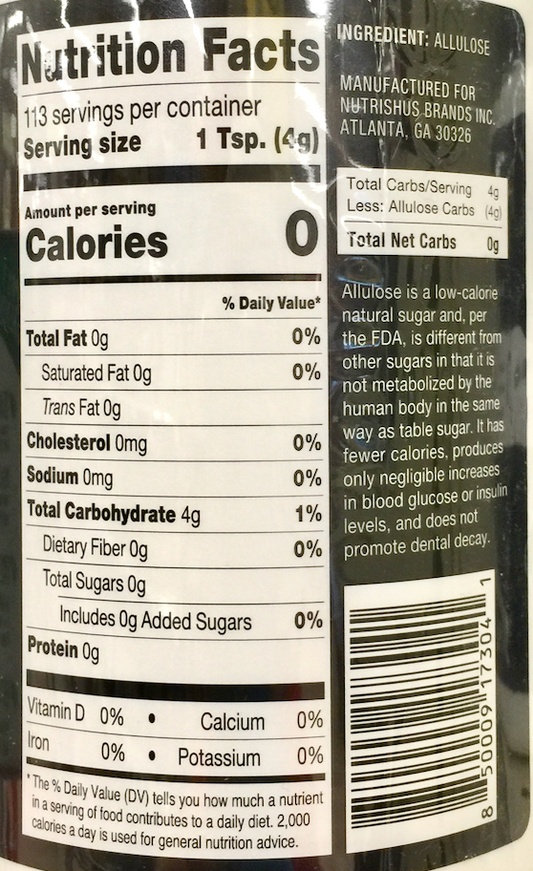 Nutrition Facts
113 servings per container
Serving size 1 Tsp. (4g)
Amount per serving
Calories 0
% Daily Value*
Total Fat 0g 0%
Saturated Fat 0g 0%
Trans Fat 0g
Cholesterol 0mg 0%
Sodium 0mg 0%
Total Carbohydrate 4g 1%
Dietary Fiber 0g 0%
Total Sugars 0g
Includes 0g Added Sugars 0%
Protein 0g
Vitamin D 0% • Calcium 0%
Iron 0% • Potassium 0%
* The % Daily Value (DV) tells you how much a nutrient
in a serving of food contributes to a daily diet. 2,000
calories a day is used for general nutrition advice.
INGREDIENT: ALLULOSE
MANUFACTURED FOR
NUTRISHUS BRANDS INC.
ATLANTA, GA 30326
Total Carbs/Serving 4g
Less: Allulose Carbs (4g)
Total Net Carbs 0g
Allulose is a low-calorie
natural sugar and, per
the FDA, is different from
other sugars in that it is
not metabolized by the
human body in the same
way as table sugar. It has
fewer calories, produces
only negligible increases
in blood glucose or insulin
levels, and does not
promote dental decay.
8 50009 17304 1